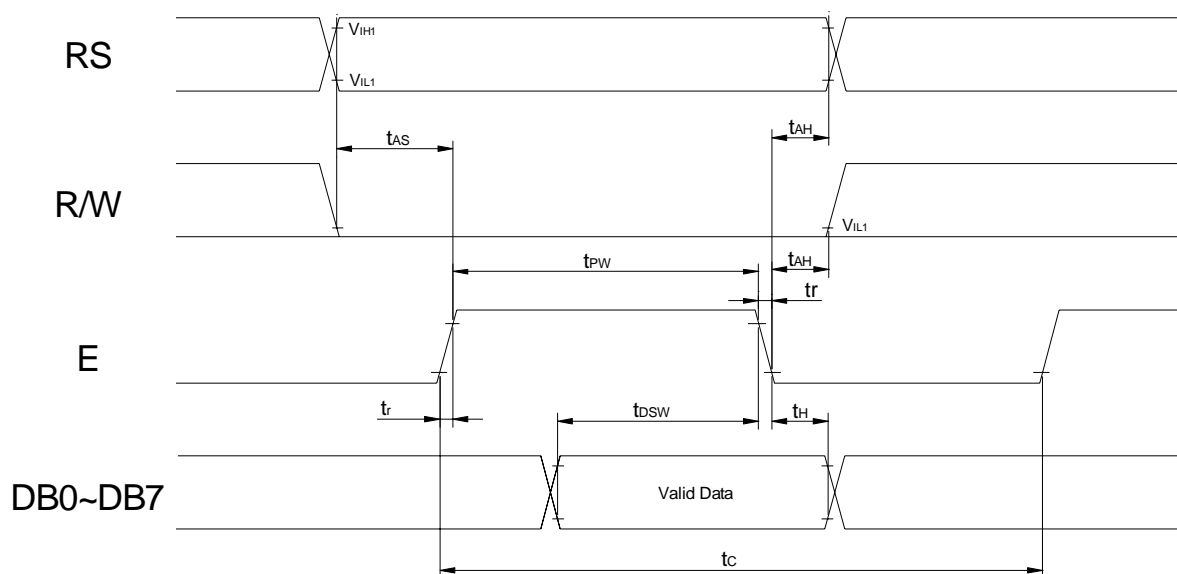 RS
VIH1
VIL1
tAS
tAH
R/W
VIL1
tPW
tAH
tr
E
tr
tDSW
tH
DB0~DB7
Valid Data
tC